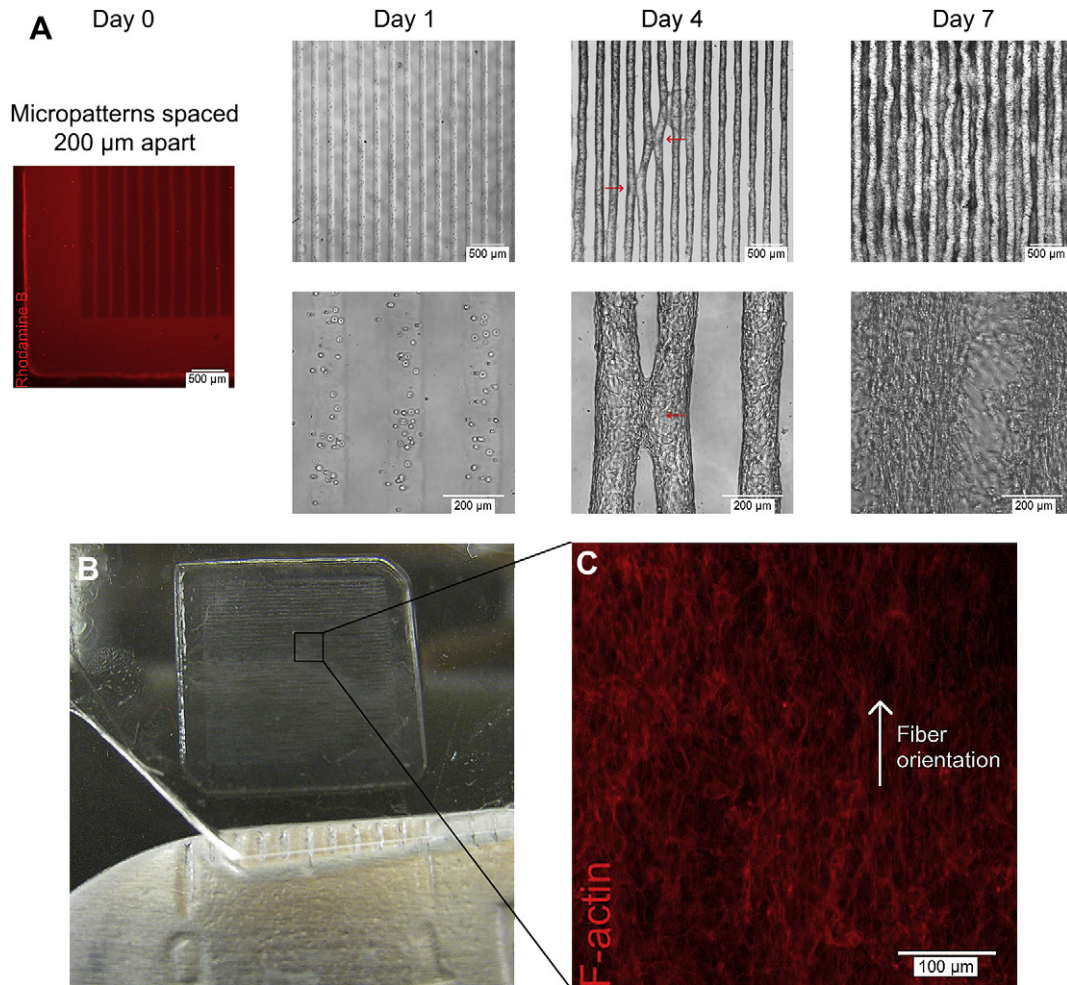 A
Day 0
Day 1
Day 4
Day 7
Micropatterns spaced
200 µm apart
Rhodamine B
500 µm
500 µm
500 µm
500 µm
200 µm
200 µm
200 µm
B
C
Fiber
orientation
F-actin
100 µm